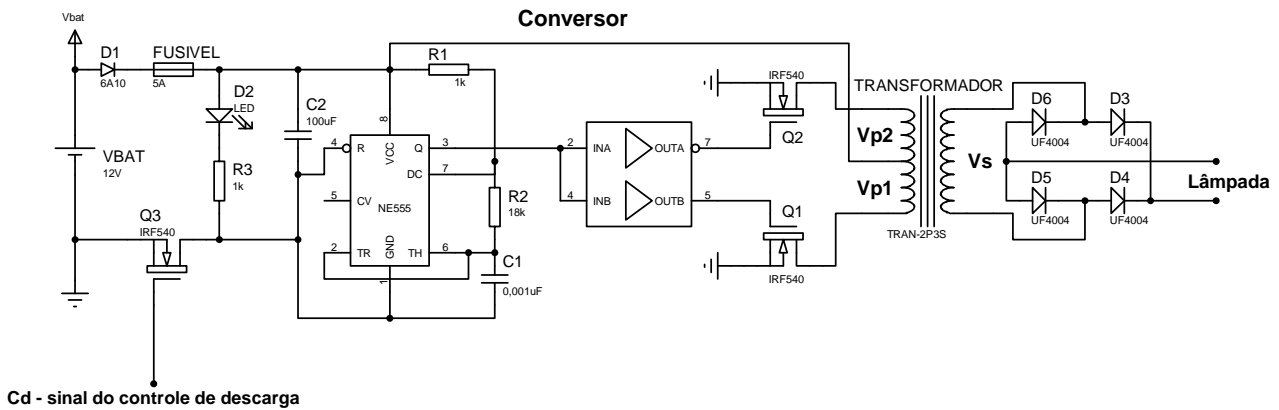 Conversor
Vbat
D1
6A10
FUSIVEL
5A
D2
LED
R3
1k
C2
100uF
VBAT
12V
Q3
IRF540
R1
1k
8
VCC
4
R
Q
3
DC
7
5
CV
NE555
2
TR
GND
TH
6
1
R2
18k
C1
0,001uF
2
INA
OUTA
7
4
INB
OUTB
5
IRF540
Q2
Q1
IRF540
TRANSFORMADOR
Vp2
Vp1
Vs
TRAN-2P3S
D6
UF4004
D3
UF4004
D5
UF4004
D4
UF4004
Lâmpada
Cd - sinal do controle de descarga